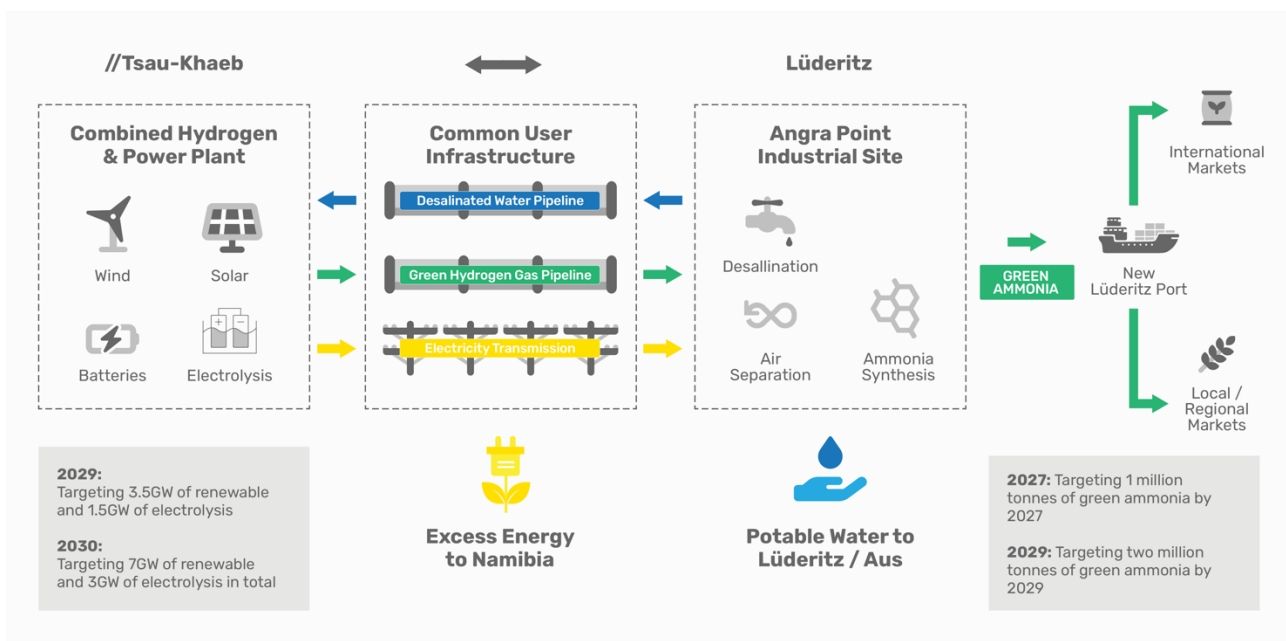 //Tsau-Khaeb
Lüderitz
Combined Hydrogen
& Power Plant
Wind
Solar
Batteries
Electrolysis
Common User
Infrastructure
Desalinated Water Pipeline
Green Hydrogen Gas Pipeline
Electricity Transmission
Angra Point
Industrial Site
Desallination
Air
Separation
Ammonia
Synthesis
GREEN
AMMONIA
International
Markets
New
Lüderitz Port
Local /
Regional
Markets
2029:
Targeting 3.5GW of renewable
and 1.5GW of electrolysis
2030:
Targeting 7GW of renewable
and 3GW of electrolysis in total
Excess Energy
to Namibia
Potable Water to
Lüderitz / Aus
2027: Targeting 1 million
tonnes of green ammonia by
2027
2029: Targeting two million
tonnes of green ammonia by
2029